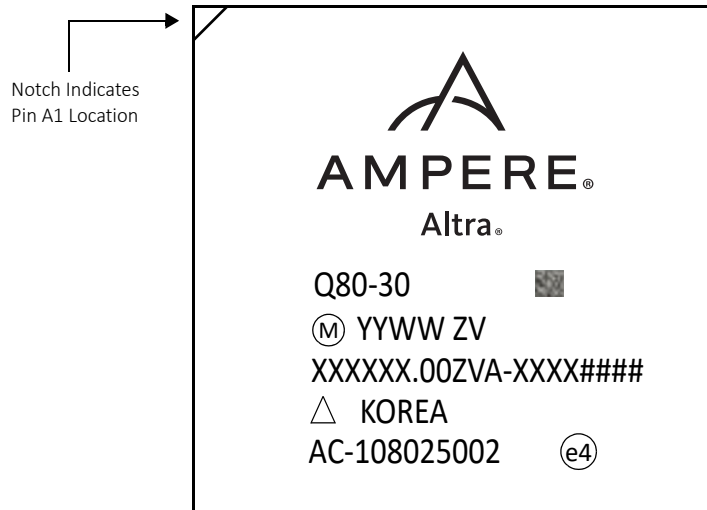 Notch Indicates
Pin A1 Location
AMPERE®
Altra®
Q80-30
Ⓜ YYWW ZV
XXXXXX.00ZVA-XXXX####
△ KOREA
AC-108025002 e4